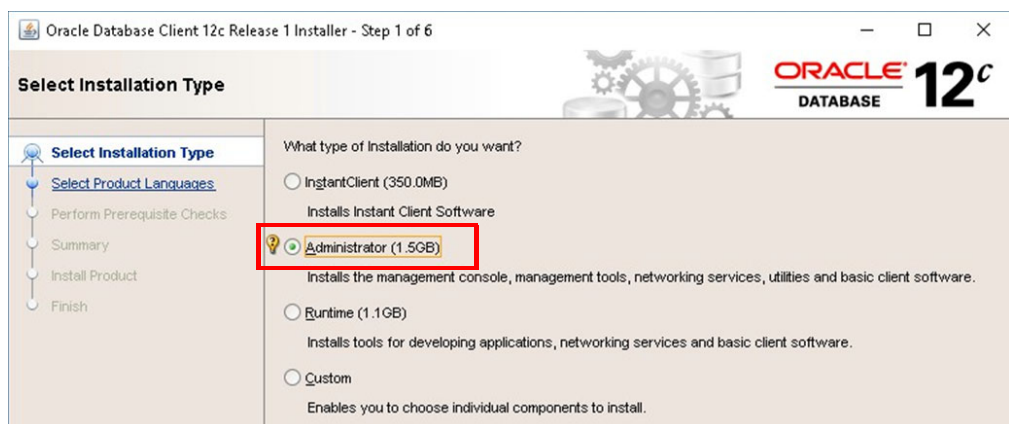 Oracle Database Client 12c Release 1 Installer - Step 1 of 6
Select Installation Type
ORACLE®
DATABASE
12c
Select Installation Type
Select Product Languages
Perform Prerequisite Checks
Summary
Install Product
Finish
What type of Installation do you want?
InstantClient (350.0MB)
Installs Instant Client Software
Administrator (1.5GB)
Installs the management console, management tools, networking services, utilities and basic client software.
Runtime (1.1GB)
Installs tools for developing applications, networking services and basic client software.
Custom
Enables you to choose individual components to install.